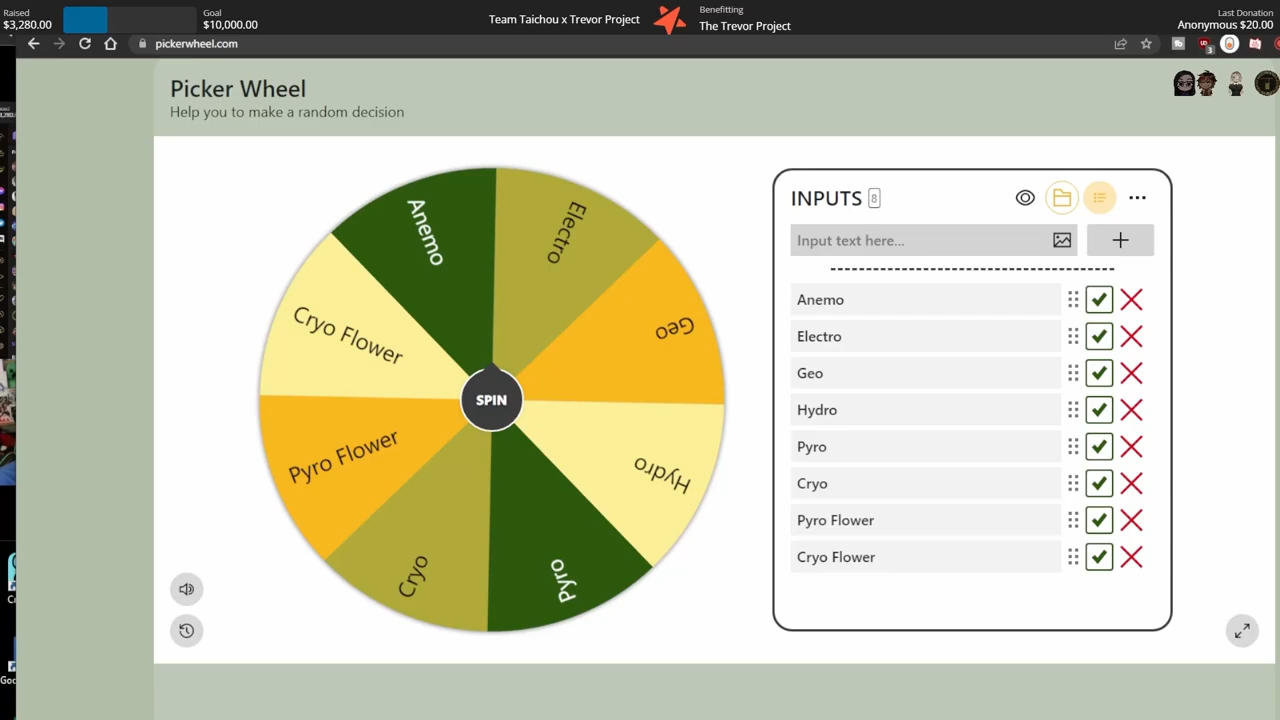 Raised
$3,280.00
Goal
$10,000.00
Team Taichou x Trevor Project
Benefitting
The Trevor Project
Last Donation
Anonymous $20.00
pickerwheel.com
3
Picker Wheel
Help you to make a random decision
Anemo
Electro
Geo
Hydro
Pyro
Cryo
Pyro Flower
Cryo Flower
SPIN
INPUTS 8
Input text here...
Anemo
Electro
Geo
Hydro
Pyro
Cryo
Pyro Flower
Cryo Flower